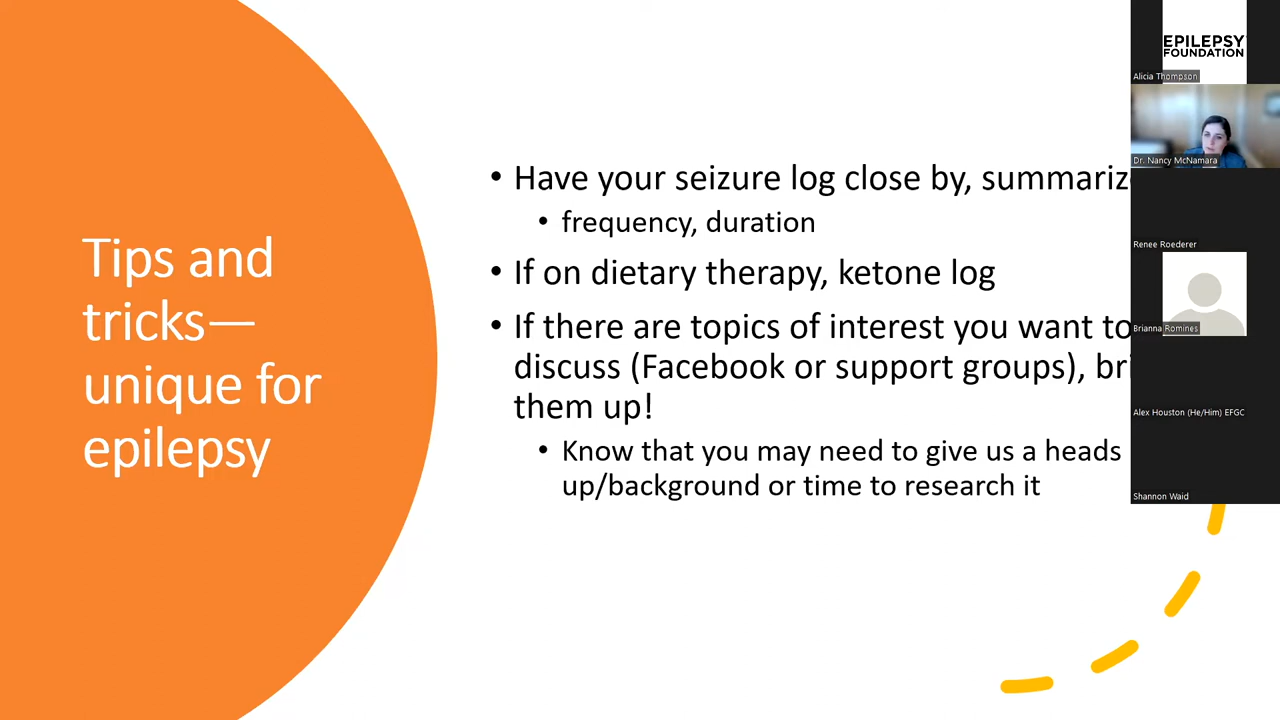 Tips and
tricks—
unique for
epilepsy
• Have your seizure log close by, summariz
• frequency, duration
• If on dietary therapy, ketone log
• If there are topics of interest you want to
discuss (Facebook or support groups), bri
them up!
• Know that you may need to give us a heads
up/background or time to research it
EPILEPSY
FOUNDATION
Alicia Thompson
Dr. Nancy McNamara
Renee Roederer
Brianna Romines
Alex Houston (He/Him) EFGC
Shannon Waid